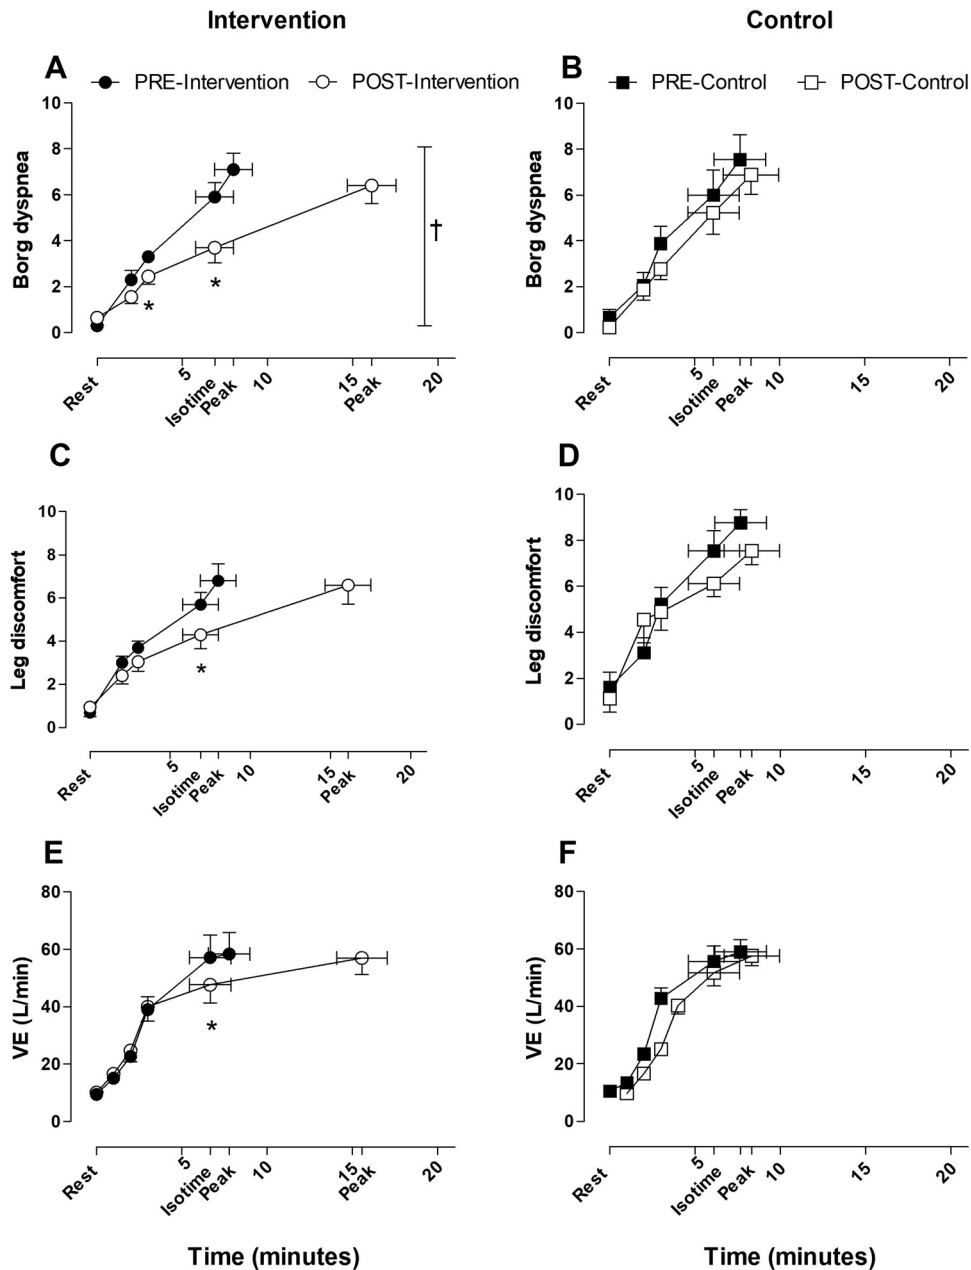 Intervention
Control
A
PRE-Intervention
POST-Intervention
B
PRE-Control
POST-Control
Borg dyspnea
10
8
6
4
2
0
*
*
†
Rest
5
Isotime
Peak
10
15
Peak
20
Borg dyspnea
10
8
6
4
2
0
Rest
5
Isotime
Peak
10
15
20
C
Leg discomfort
10
8
6
4
2
0
*
Rest
5
Isotime
Peak
10
15
Peak
20
D
Leg discomfort
10
8
6
4
2
0
Rest
5
Isotime
Peak
10
15
20
E
VE (L/min)
80
60
40
20
0
*
Rest
5
Isotime
Peak
10
15
Peak
20
F
VE (L/min)
80
60
40
20
0
Rest
5
Isotime
Peak
10
15
20
Time (minutes)
Time (minutes)